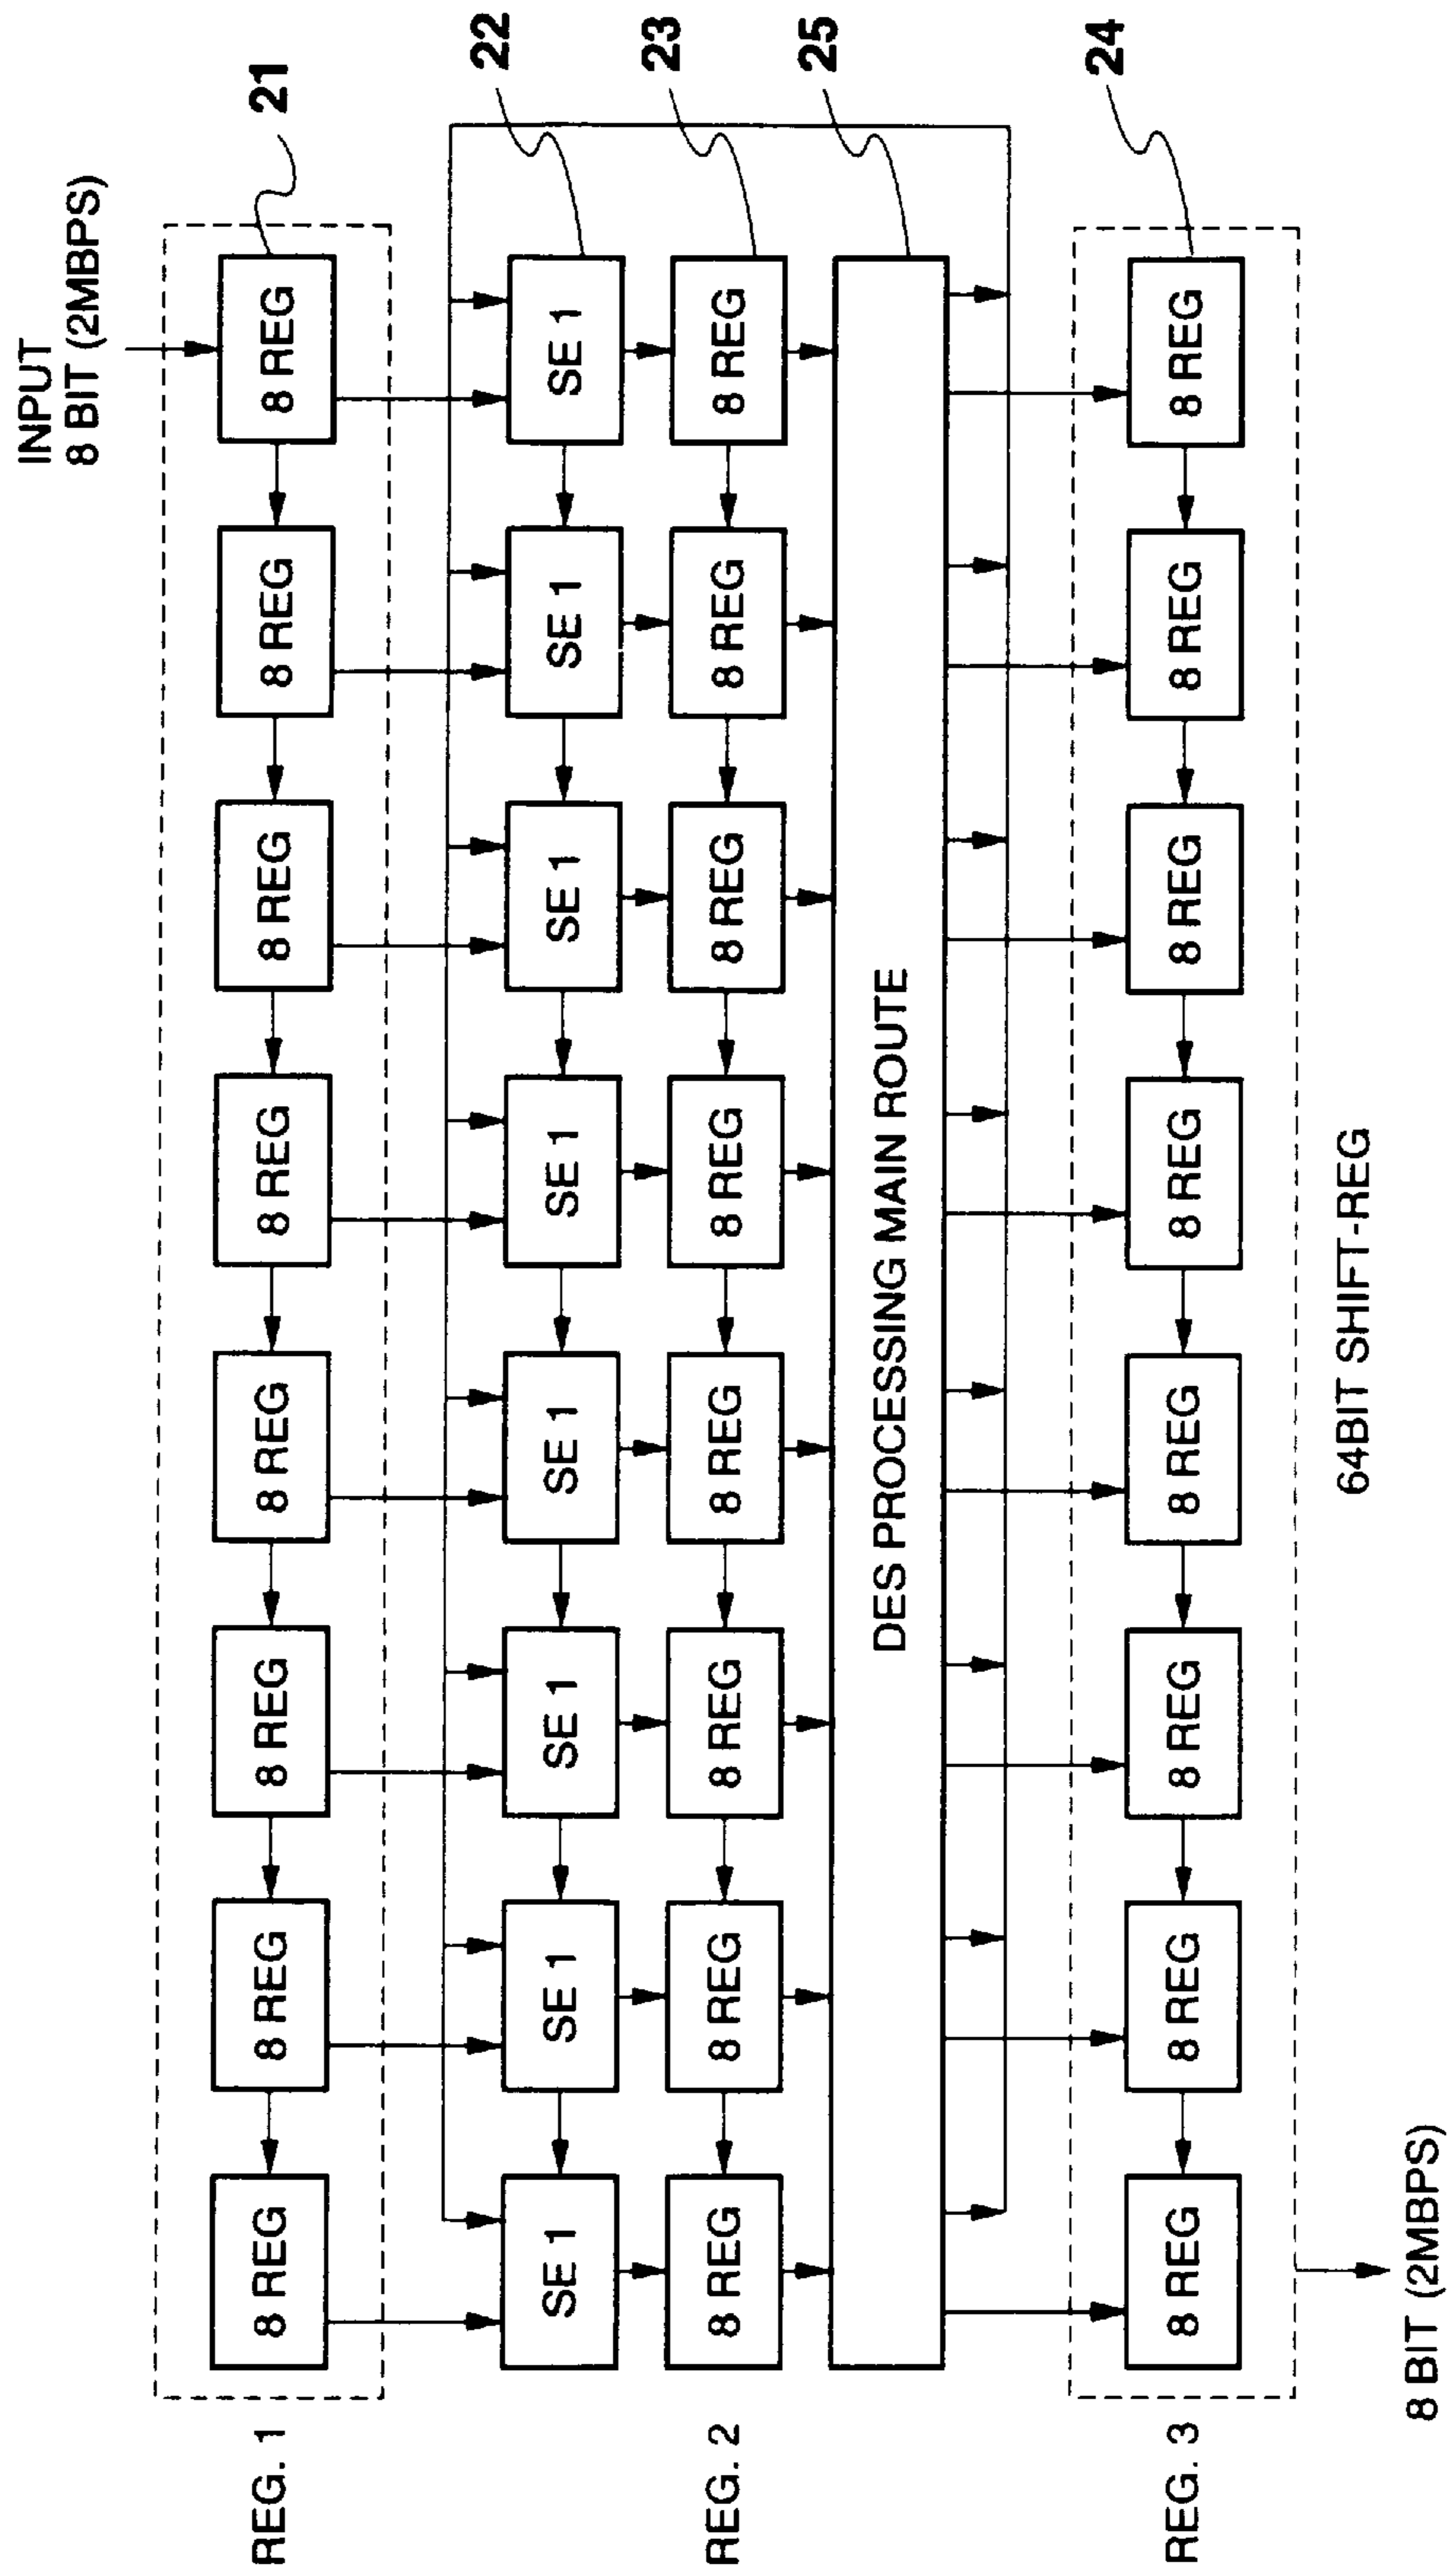 INPUT
8 BIT (2MBPS)
REG. 1 8 REG 8 REG 8 REG 8 REG 8 REG 8 REG 8 REG 8 REG 21
SE 1 SE 1 SE 1 SE 1 SE 1 SE 1 SE 1 SE 1 22
REG. 2 8 REG 8 REG 8 REG 8 REG 8 REG 8 REG 8 REG 8 REG 23
DES PROCESSING MAIN ROUTE 25
REG. 3 8 REG 8 REG 8 REG 8 REG 8 REG 8 REG 8 REG 8 REG 24
64BIT SHIFT-REG
8 BIT (2MBPS)